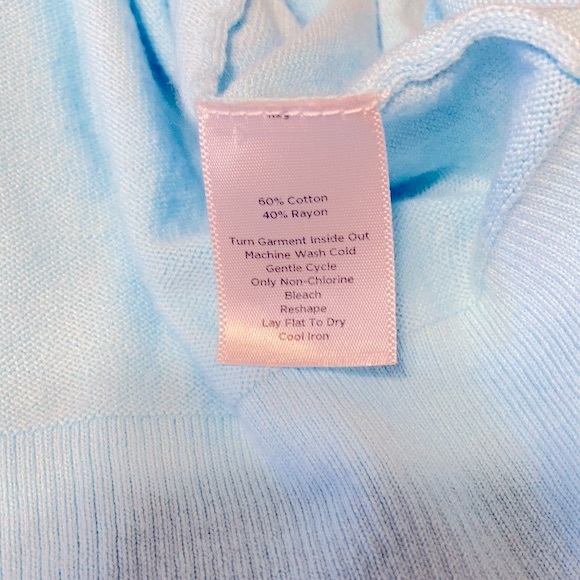 60% Cotton
40% Rayon
Turn Garment Inside Out
Machine Wash Cold
Gentle Cycle
Only Non-Chlorine
Bleach
Reshape
Lay Flat To Dry
Cool Iron